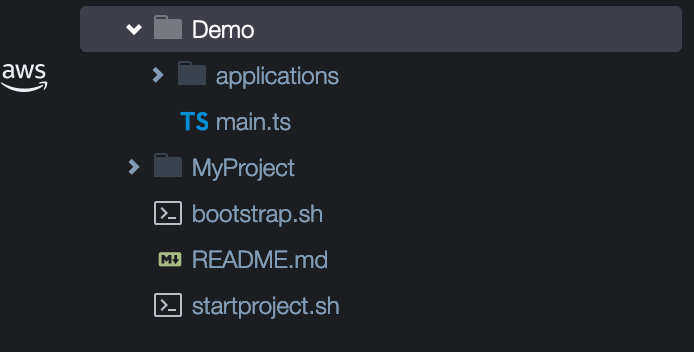 Demo
aws
applications
TS main.ts
MyProject
bootstrap.sh
M README.md
startproject.sh